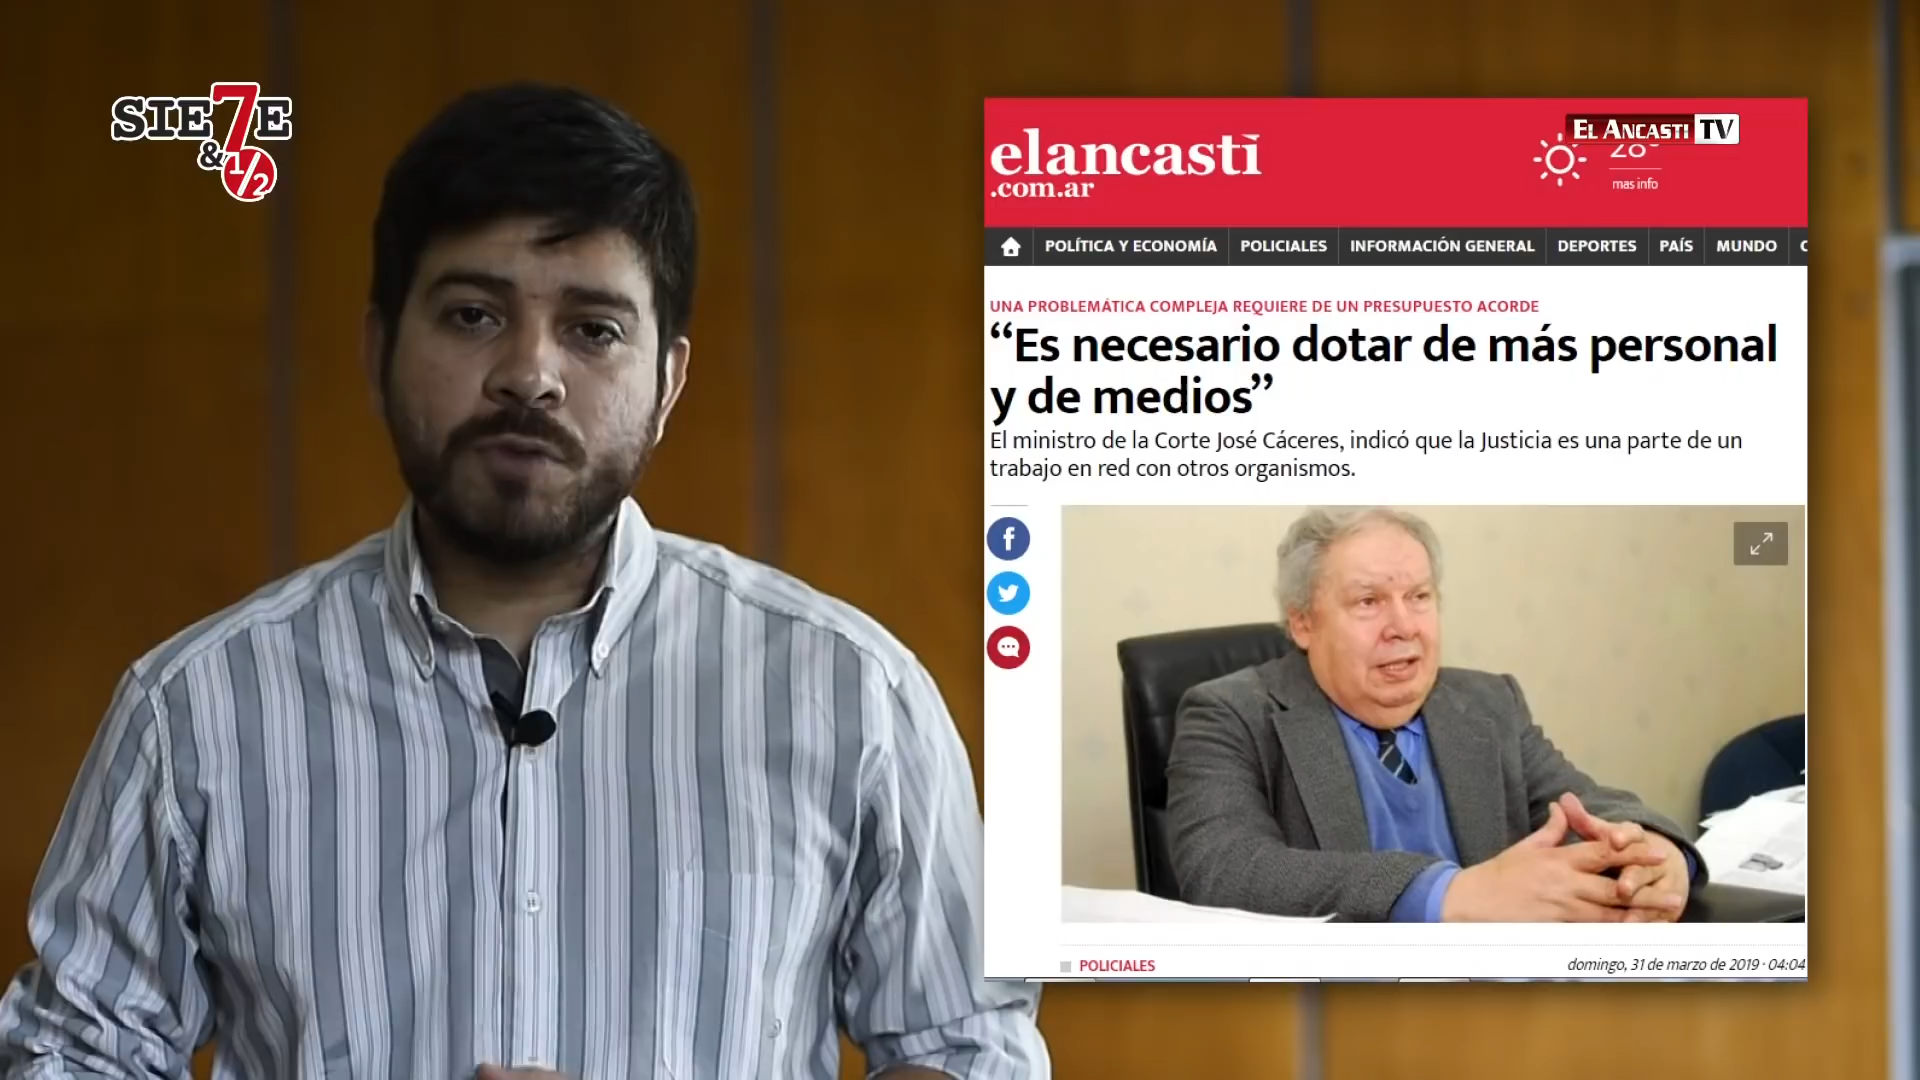 SIE7E
& 1/2
EL ANCASTI TV
elancasti
.com.ar
28°
mas info
POLÍTICA Y ECONOMÍA POLICIALES INFORMACIÓN GENERAL DEPORTES PAÍS MUNDO
UNA PROBLEMÁTICA COMPLEJA REQUIERE DE UN PRESUPUESTO ACORDE
“Es necesario dotar de más personal
y de medios”
El ministro de la Corte José Cáceres, indicó que la Justicia es una parte de un
trabajo en red con otros organismos.
POLICIALES
domingo, 31 de marzo de 2019 · 04:04